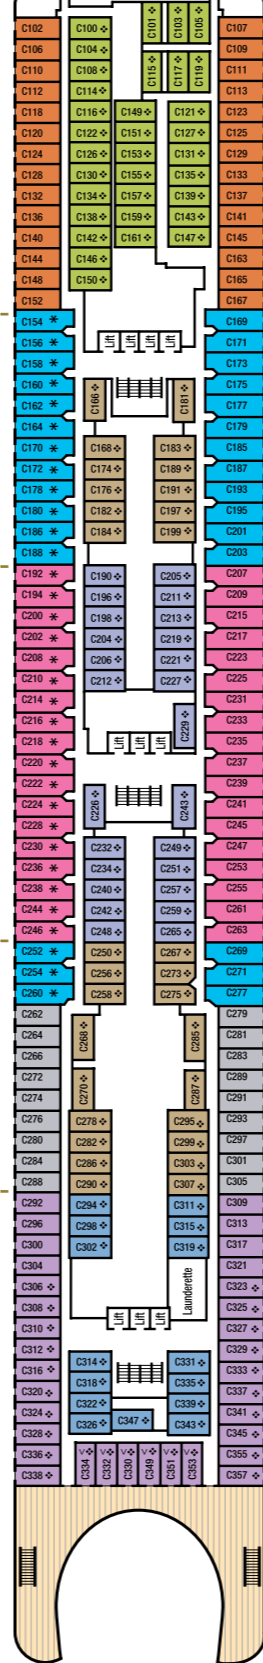 C101 C103 C105
C102 C100 ❖ C107
C106 C104 ❖ C109
C110 C108 ❖ C115 C117 C119 C111
C112 C114 ❖ C113
C118 C116 ❖ C149 ❖ C121 ❖ C123
C120 C122 ❖ C151 ❖ C127 ❖ C125
C124 C126 ❖ C153 ❖ C131 ❖ C129
C128 C130 ❖ C155 ❖ C135 ❖ C133
C132 C134 ❖ C157 ❖ C139 ❖ C137
C136 C138 ❖ C159 ❖ C143 ❖ C141
C140 C142 ❖ C161 ❖ C147 ❖ C145
C144 C146 ❖ C163
C148 C150 ❖ C165
C152 C167
C154 * C169
C156 * Lift Lift Lift Lift C171
C158 * C173
C160 * C166 ❖ C181 ❖ C175
C162 * C177
C164 * C179
C170 * C168 ❖ C183 ❖ C185
C172 * C174 ❖ C189 ❖ C187
C178 * C176 ❖ C191 ❖ C193
C180 * C182 ❖ C197 ❖ C195
C186 * C184 ❖ C199 ❖ C201
C188 * C203
C192 * C190 ❖ C205 ❖ C207
C194 * C196 ❖ C211 ❖ C209
C200 * C198 ❖ C213 ❖ C215
C202 * C204 ❖ C219 ❖ C217
C208 * C206 ❖ C221 ❖ C223
C210 * C212 ❖ C227 ❖ C225
C214 * C231
C216 * C229 ❖ C233
C218 * Lift Lift Lift C235
C220 * C237
C222 * C239
C224 * C226 ❖ C243 ❖ C241
C228 * C245
C230 * C232 ❖ C249 ❖ C247
C236 * C234 ❖ C251 ❖ C253
C238 * C240 ❖ C257 ❖ C255
C244 * C242 ❖ C259 ❖ C261
C246 * C248 ❖ C265 ❖ C263
C252 * C250 ❖ C267 ❖ C269
C254 * C256 ❖ C273 ❖ C271
C260 * C258 ❖ C275 ❖ C277
C262 C279
C264 C268 ❖ C285 ❖ C281
C266 C283
C272 C270 ❖ C287 ❖ C289
C274 C291
C276 C278 ❖ C295 ❖ C293
C280 C282 ❖ C299 ❖ C297
C284 C286 ❖ C303 ❖ C301
C288 C290 ❖ C307 ❖ C305
C292 C294 ❖ C311 ❖ C309
C296 C298 ❖ C315 ❖ C313
C300 C302 ❖ C319 ❖ C317
C304 C321
C306 ❖ Launderette C323 ❖
C308 ❖ Lift Lift Lift C325 ❖
C310 ❖ C327 ❖
C312 ❖ C329 ❖
C316 ❖ C314 ❖ C331 ❖ C333 ❖
C320 ❖ C318 ❖ C335 ❖ C337 ❖
C324 ❖ C322 ❖ C339 ❖ C341 ❖
C328 ❖ C326 ❖ C347 ❖ C343 ❖ C345 ❖
C336 ❖ C355 ❖
C338 ❖ C334 V❖ C332 V❖ C330 V❖ C349 V❖ C351 V❖ C353 V❖ C357 ❖